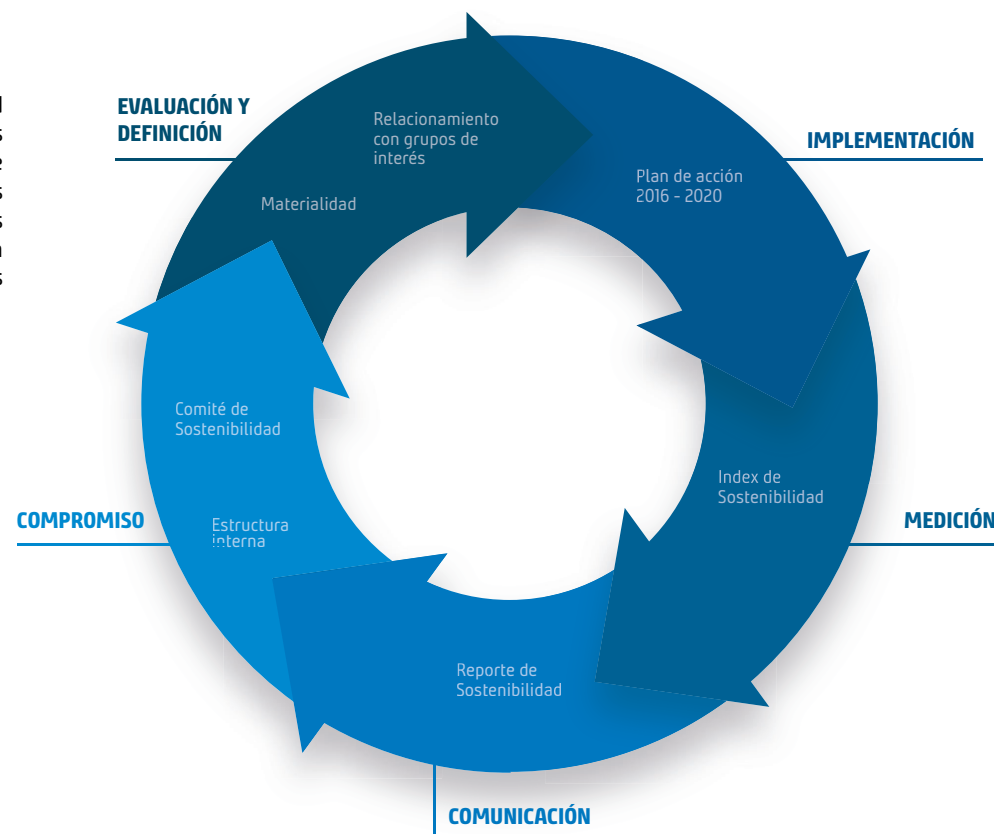 EVALUACIÓN Y
DEFINICIÓN
Relacionamiento
con grupos de
interés
Materialidad
IMPLEMENTACIÓN
Plan de acción
2016 - 2020
Index de
Sostenibilidad
MEDICIÓN
Reporte de
Sostenibilidad
COMUNICACIÓN
COMPROMISO
Comité de
Sostenibilidad
Estructura
interna